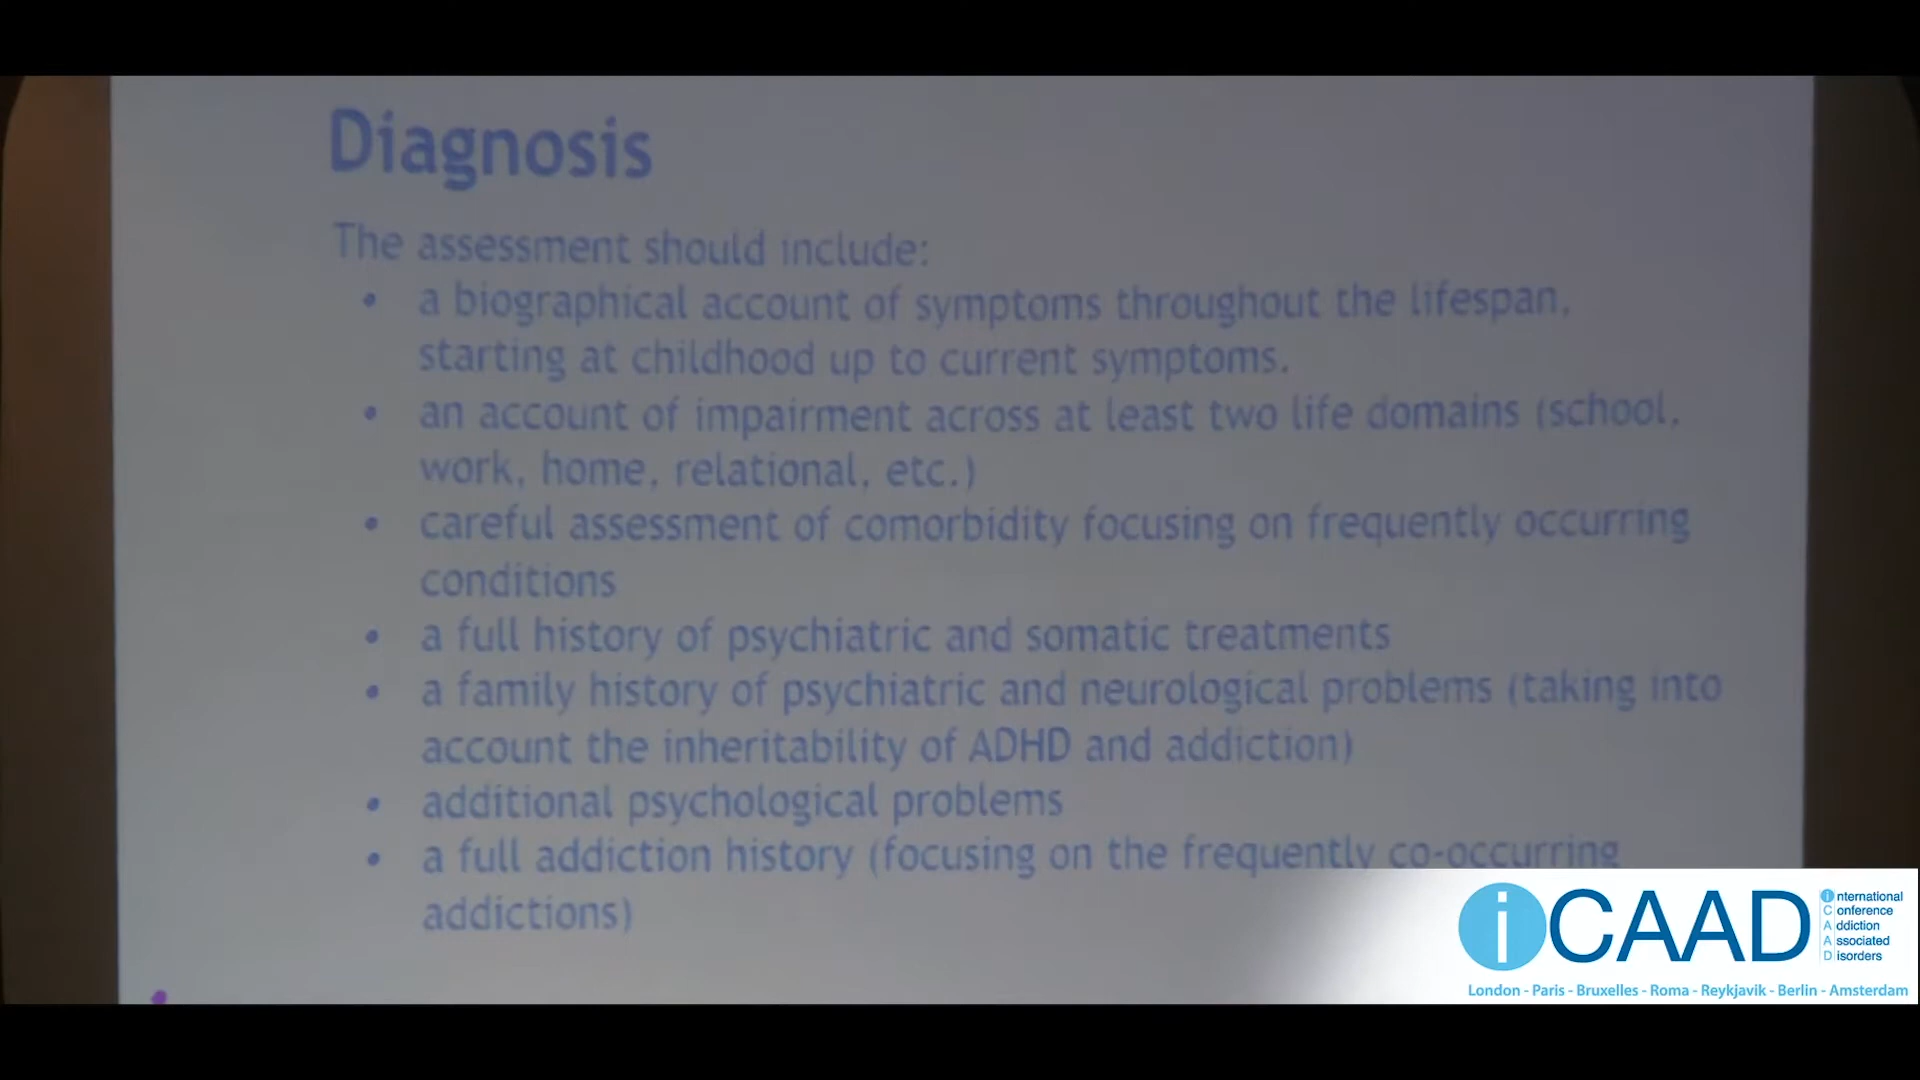 Diagnosis
The assessment should include:
• a biographical account of symptoms throughout the lifespan,
starting at childhood up to current symptoms.
• an account of impairment across at least two life domains (school,
work, home, relational, etc.)
• careful assessment of comorbidity focusing on frequently occurring
conditions
• a full history of psychiatric and somatic treatments
• a family history of psychiatric and neurological problems (taking into
account the inheritability of ADHD and addiction)
• additional psychological problems
• a full addiction history (focusing on the frequently co-occurring
addictions)
iCAAD
international
Conference
Addiction
Associated
Disorders
London - Paris - Bruxelles - Roma - Reykjavik - Berlin - Amsterdam